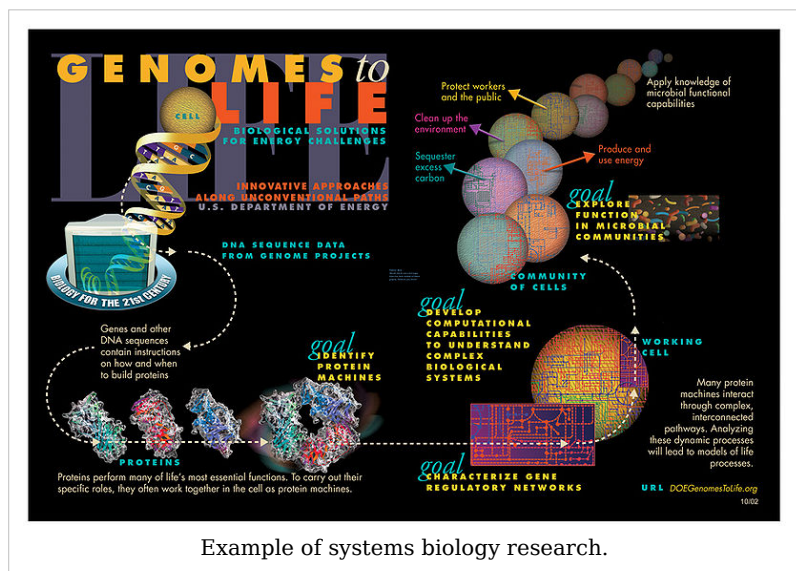 GENOMES to
LIFE
LIFE
CELL
BIOLOGICAL SOLUTIONS
FOR ENERGY CHALLENGES
INNOVATIVE APPROACHES
ALONG UNCONVENTIONAL PATHS
U.S. DEPARTMENT OF ENERGY
BIOLOGY FOR THE 21ST CENTURY
DNA SEQUENCE DATA
FROM GENOME PROJECTS
Genes and other
DNA sequences
contain instructions
on how and when
to build proteins
goal
IDENTIFY
PROTEIN
MACHINES
PROTEINS
Proteins perform many of life's most essential functions. To carry out their
specific roles, they often work together in the cell as protein machines.
goal
CHARACTERIZE GENE
REGULATORY NETWORKS
goal
DEVELOP
COMPUTATIONAL
CAPABILITIES
TO UNDERSTAND
COMPLEX
BIOLOGICAL
SYSTEMS
WORKING
CELL
Many protein
machines interact
through complex,
interconnected
pathways. Analyzing
these dynamic processes
will lead to models of life
processes.
COMMUNITY
OF CELLS
goal
EXPLORE
FUNCTION
IN MICROBIAL
COMMUNITIES
Protect workers
and the public
Clean up the
environment
Sequester
excess
carbon
Produce and
use energy
Apply knowledge of
microbial functional
capabilities
URL DOEGenomesToLife.org
10/02
Example of systems biology research.